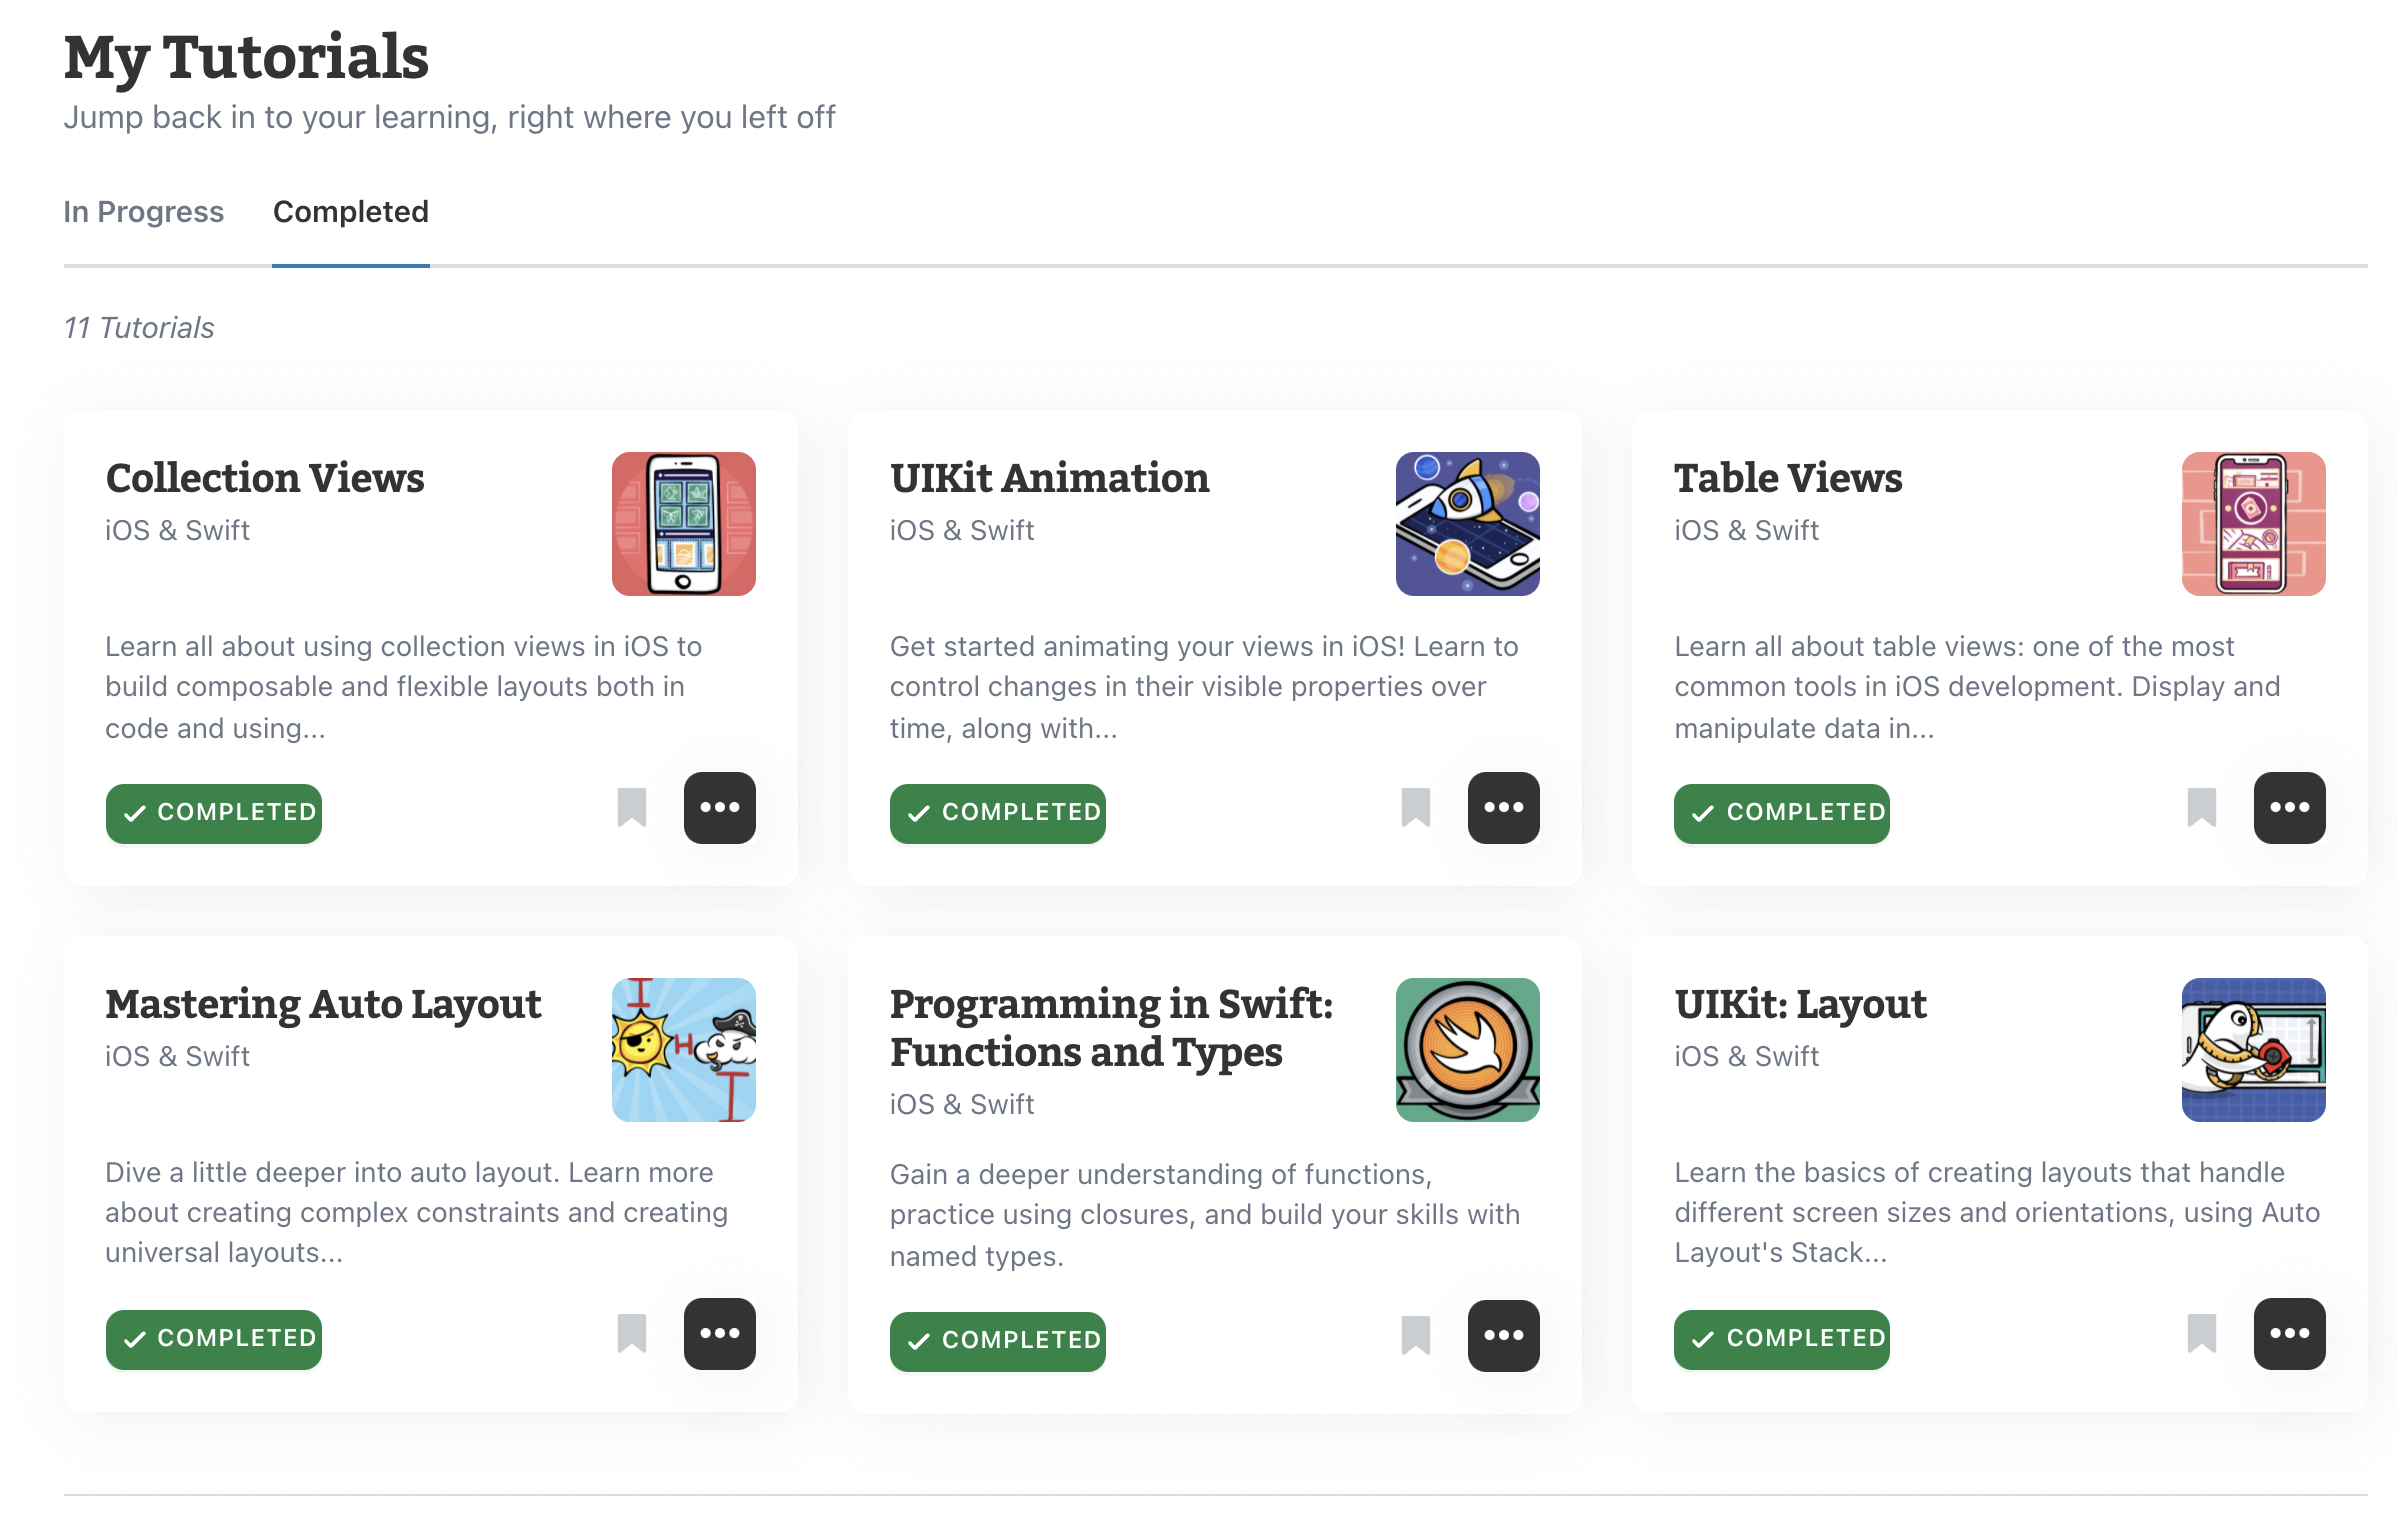 My Tutorials
Jump back in to your learning, right where you left off
In Progress Completed
11 Tutorials
Collection Views
iOS & Swift
Learn all about using collection views in iOS to
build composable and flexible layouts both in
code and using...
COMPLETED
UIKit Animation
iOS & Swift
Get started animating your views in iOS! Learn to
control changes in their visible properties over
time, along with...
COMPLETED
Table Views
iOS & Swift
Learn all about table views: one of the most
common tools in iOS development. Display and
manipulate data in...
COMPLETED
Mastering Auto Layout
iOS & Swift
Dive a little deeper into auto layout. Learn more
about creating complex constraints and creating
universal layouts...
COMPLETED
Programming in Swift:
Functions and Types
iOS & Swift
Gain a deeper understanding of functions,
practice using closures, and build your skills with
named types.
COMPLETED
UIKit: Layout
iOS & Swift
Learn the basics of creating layouts that handle
different screen sizes and orientations, using Auto
Layout's Stack...
COMPLETED